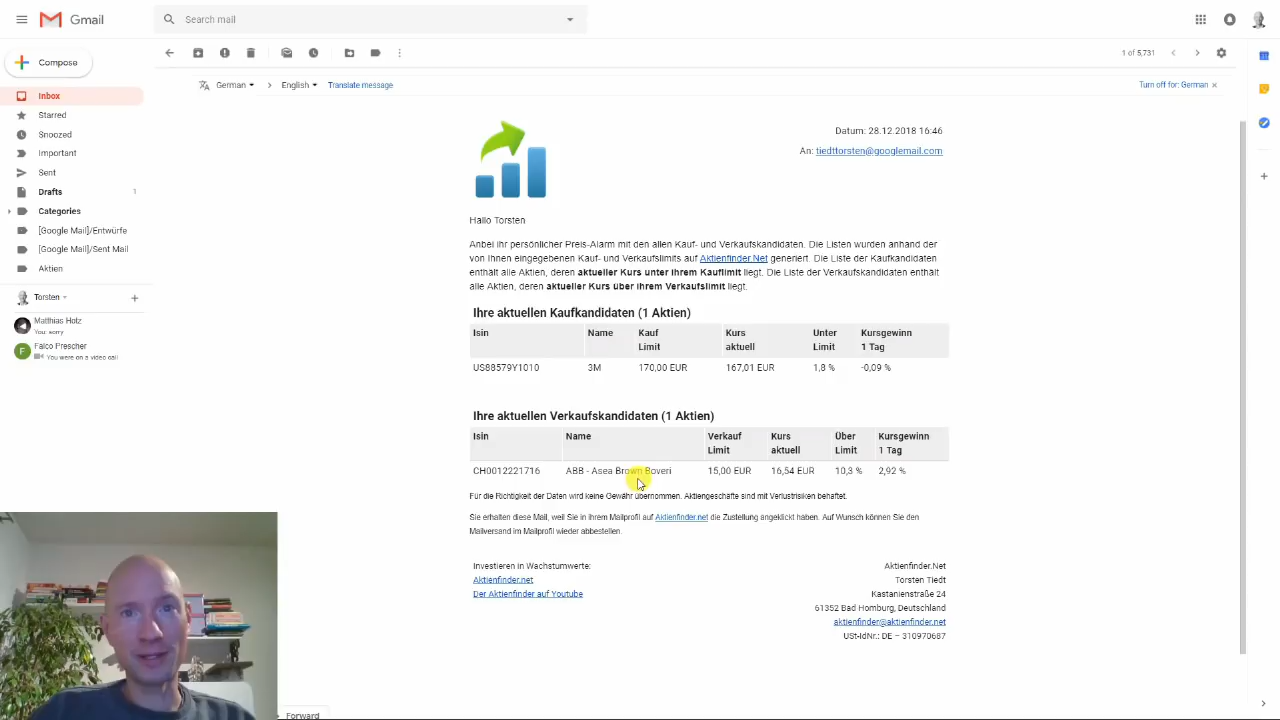 Gmail
Search mail
Compose
1 of 5,731
Inbox
Starred
Snoozed
Important
Sent
Drafts 1
Categories
[Google Mail]/Entwürfe
[Google Mail]/Sent Mail
Aktien
Torsten
Matthias Hotz
You: sorry
F
Falco Prescher
You were on a video call
German > English Translate message
Turn off for: German ×
Datum: 28.12.2018 16:46
An: tiedttorsten@googlemail.com
Hallo Torsten
Anbei ihr persönlicher Preis-Alarm mit den allen Kauf- und Verkaufskandidaten. Die Listen wurden anhand der
von Ihnen eingegebenen Kauf- und Verkaufslimits auf Aktienfinder.Net generiert. Die Liste der Kaufkandidaten
enthält alle Aktien, deren aktueller Kurs unter ihrem Kauflimit liegt. Die Liste der Verkaufskandidaten enthält
alle Aktien, deren aktueller Kurs über ihrem Verkaufslimit liegt.
Ihre aktuellen Kaufkandidaten (1 Aktien)
Isin Name Kauf Kurs Unter Kursgewinn
Limit aktuell Limit 1 Tag
US88579Y1010 3M 170,00 EUR 167,01 EUR 1,8 % -0,09 %
Ihre aktuellen Verkaufskandidaten (1 Aktien)
Isin Name Verkauf Kurs Über Kursgewinn
Limit aktuell Limit 1 Tag
CH0012221716 ABB - Asea Brown Boveri 15,00 EUR 16,54 EUR 10,3 % 2,92 %
Für die Richtigkeit der Daten wird keine Gewähr übernommen. Aktiengeschäfte sind mit Verlustrisiken behaftet.
Sie erhalten diese Mail, weil Sie in ihrem Mailprofil auf Aktienfinder.net die Zustellung angeklickt haben. Auf Wunsch können Sie den
Mailversand im Mailprofil wieder abbestellen.
Investieren in Wachstumwerte:
Aktienfinder.net
Der Aktienfinder auf Youtube
Aktienfinder.Net
Torsten Tiedt
Kastanienstraße 24
61352 Bad Homburg, Deutschland
aktienfinder@aktienfinder.net
USt-IdNr.: DE – 310970687
Forward